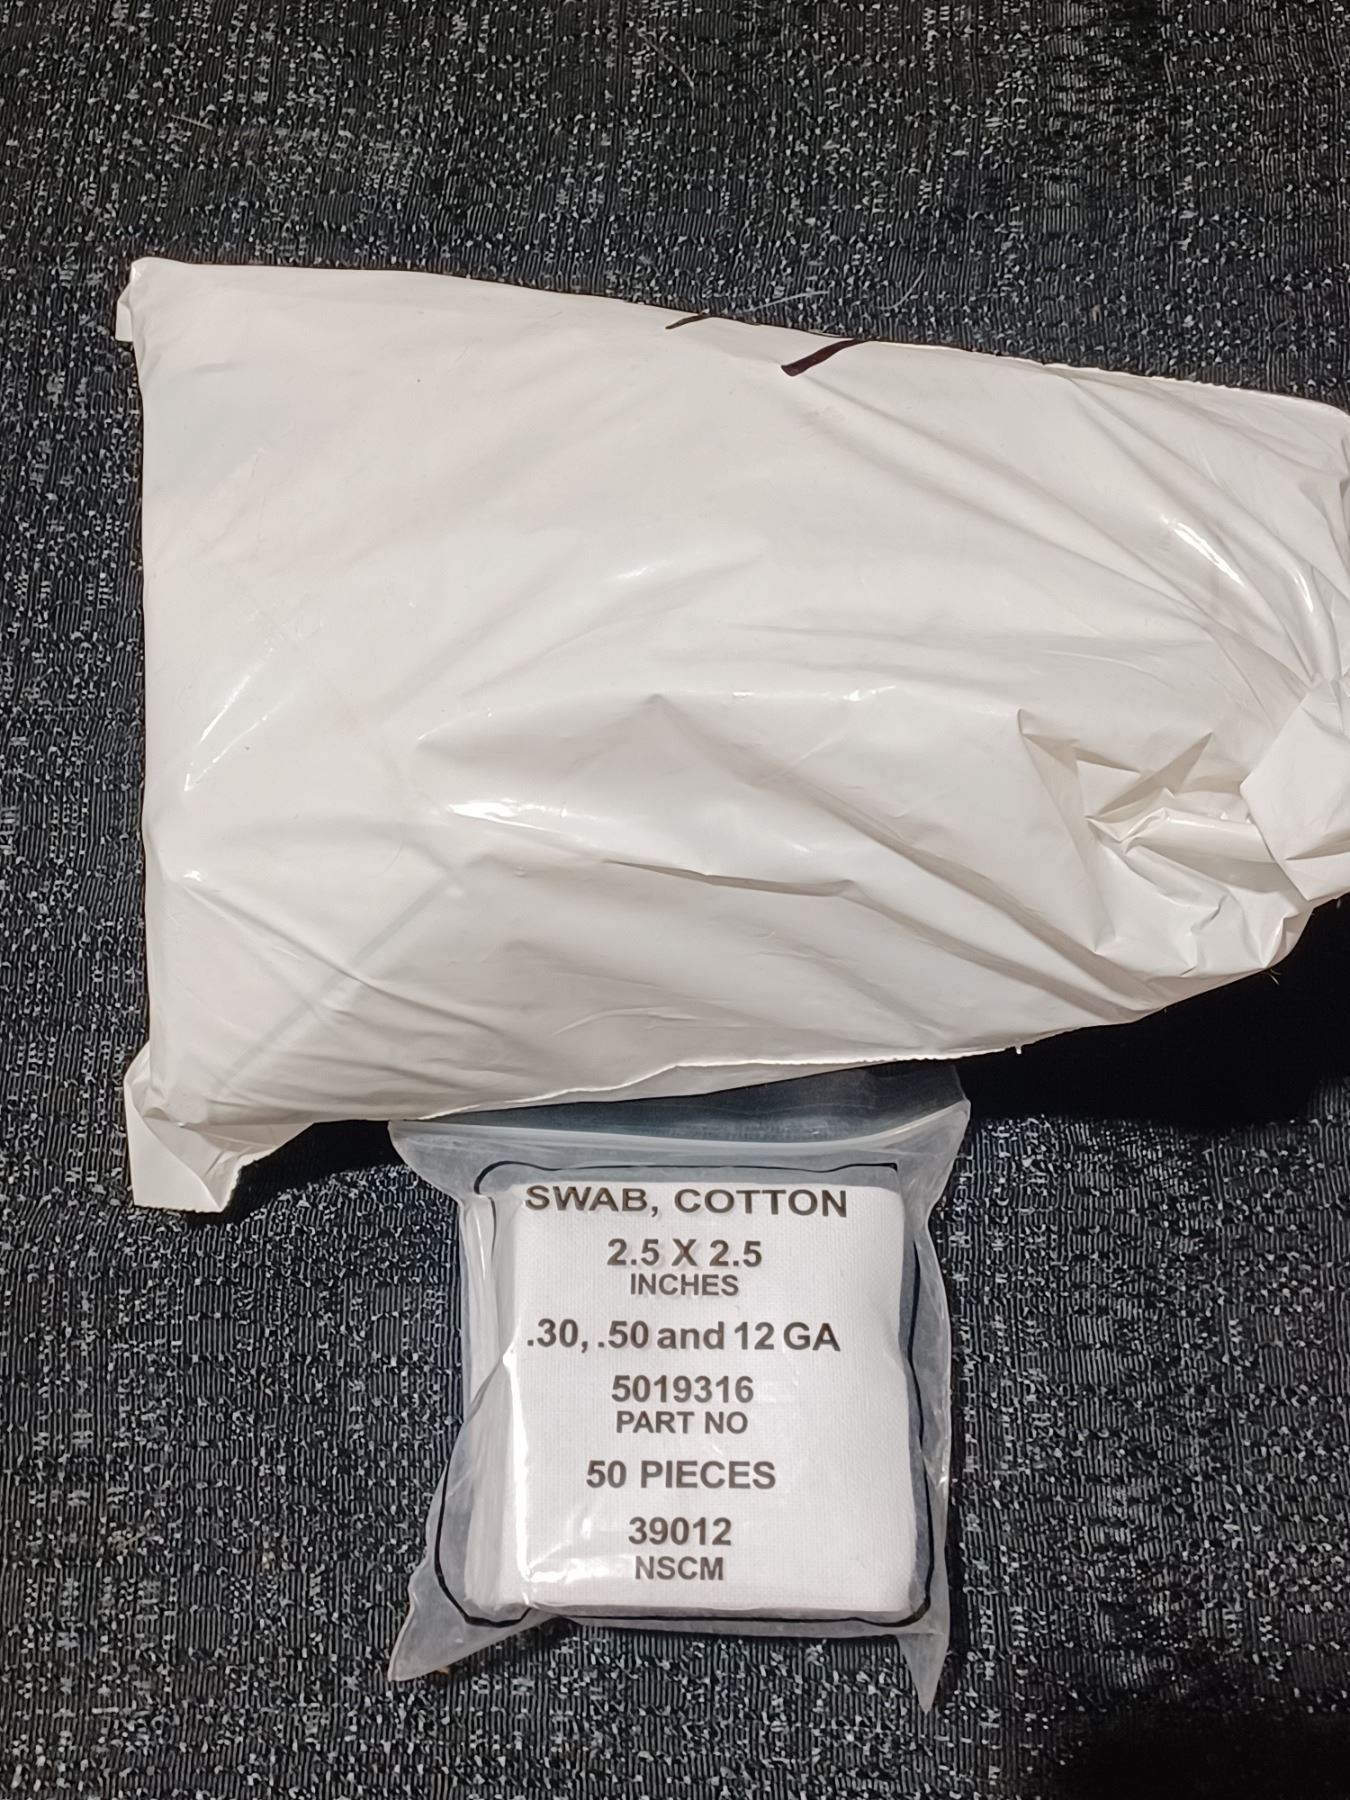 SWAB, COTTON
2.5 X 2.5
INCHES
.30, .50 and 12 GA
5019316
PART NO
50 PIECES
39012
NSCM